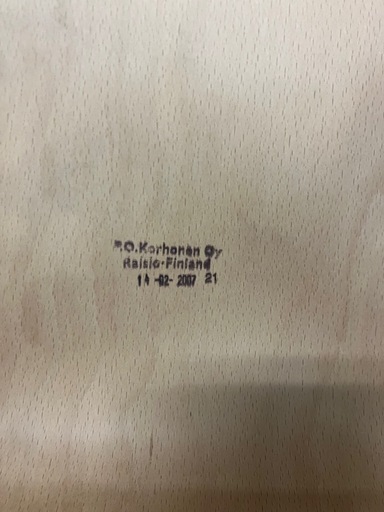 P.O.Korhonen Oy
Raisio-Finland
14 -02- 2007 21